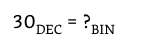 30DEC = ?BIN